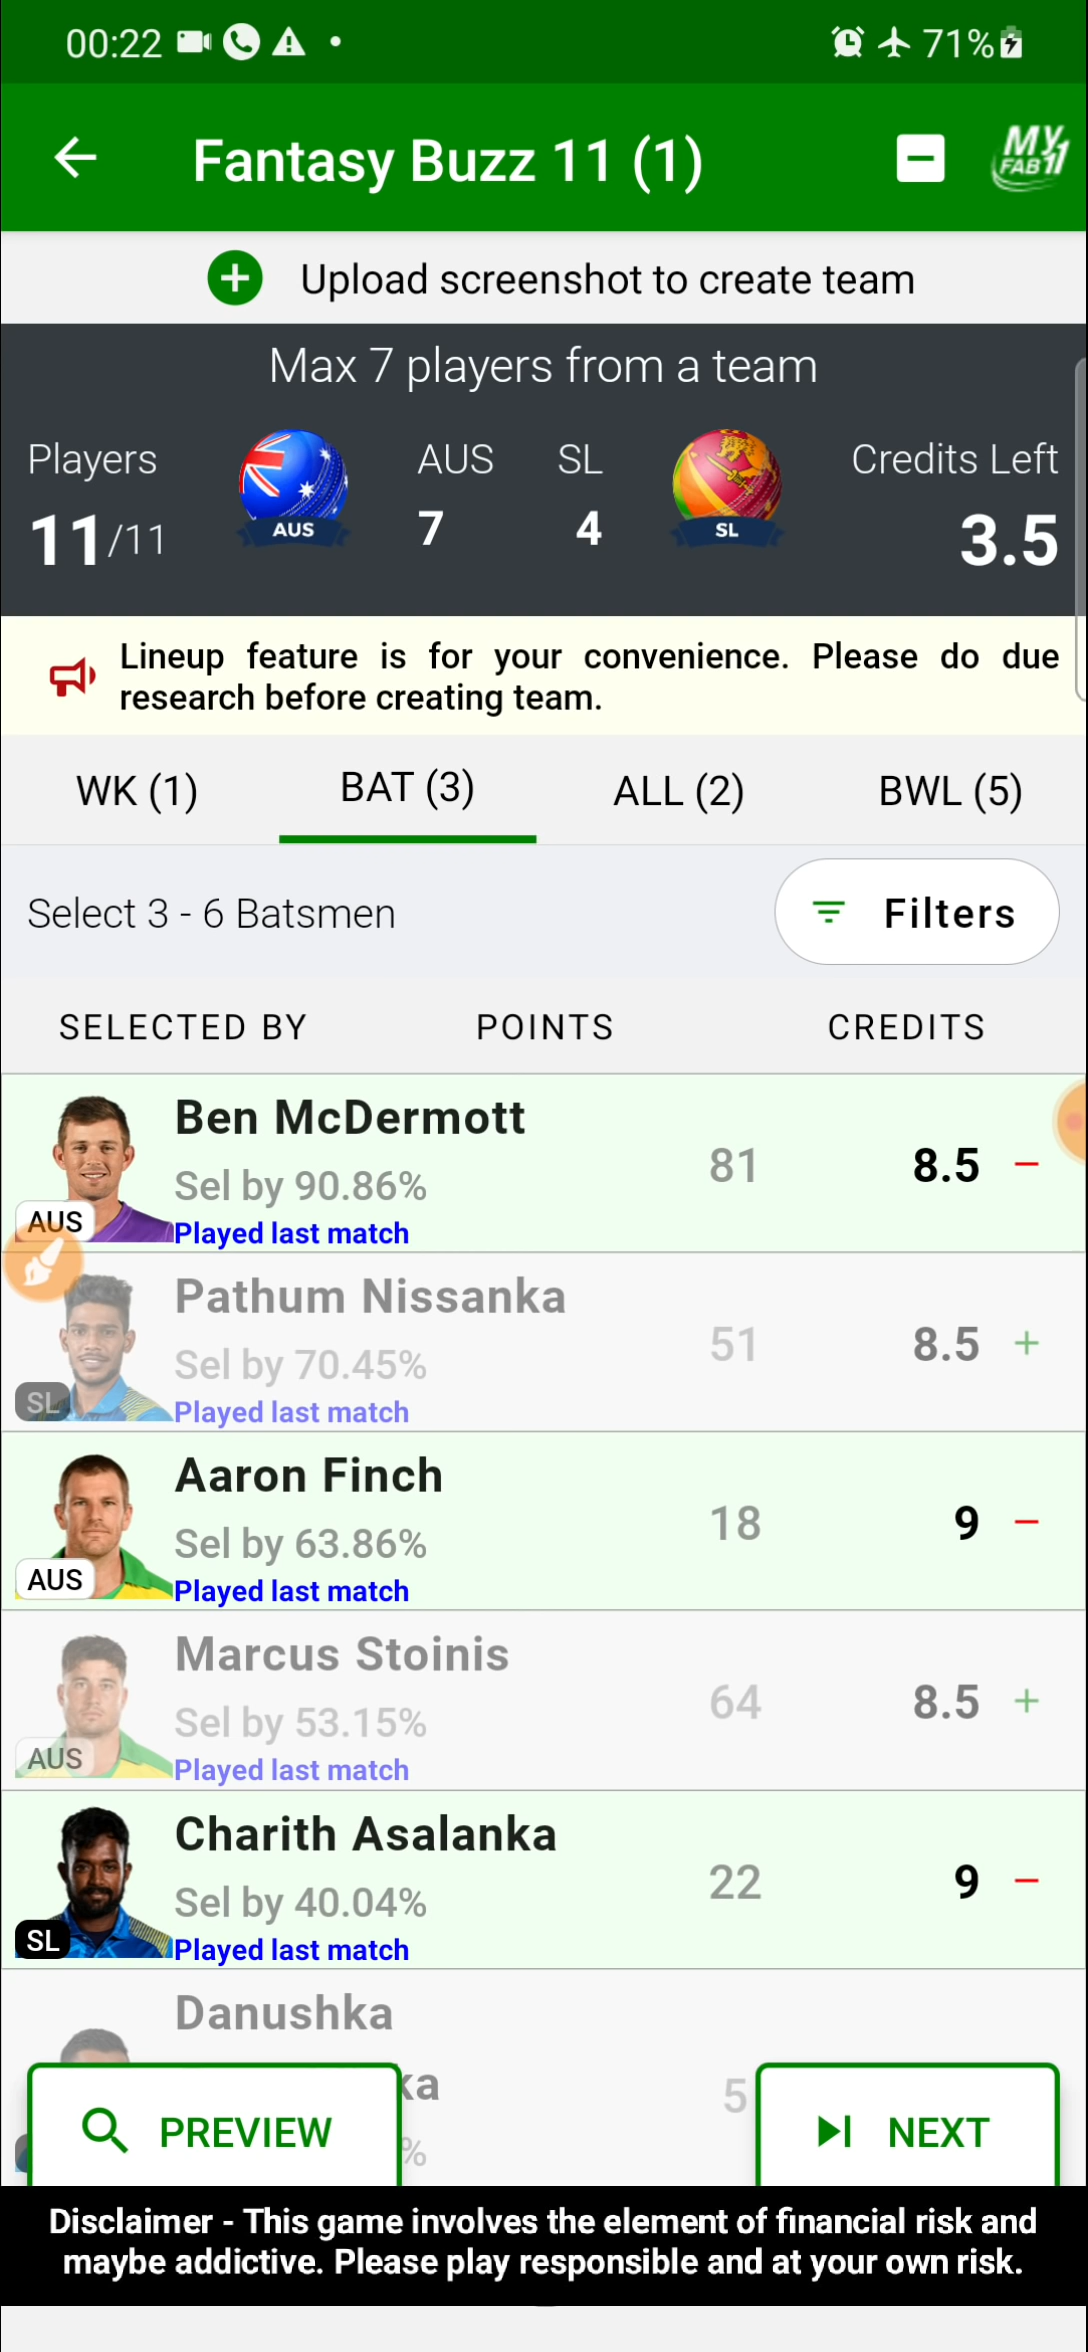 00:22
71%
Fantasy Buzz 11 (1)
MY FAB11
Upload screenshot to create team
Max 7 players from a team
Players AUS SL Credits Left
11/11 AUS 7 4 SL 3.5
Lineup feature is for your convenience. Please do due
research before creating team.
WK (1) BAT (3) ALL (2) BWL (5)
Select 3 - 6 Batsmen Filters
SELECTED BY POINTS CREDITS
Ben McDermott
Sel by 90.86% 81 8.5
AUS Played last match
Pathum Nissanka
Sel by 70.45% 51 8.5
SL Played last match
Aaron Finch
Sel by 63.86% 18 9
AUS Played last match
Marcus Stoinis
Sel by 53.15% 64 8.5
AUS Played last match
Charith Asalanka
Sel by 40.04% 22 9
SL Played last match
Danushka
ka 5
%
PREVIEW NEXT
Disclaimer - This game involves the element of financial risk and
maybe addictive. Please play responsible and at your own risk.